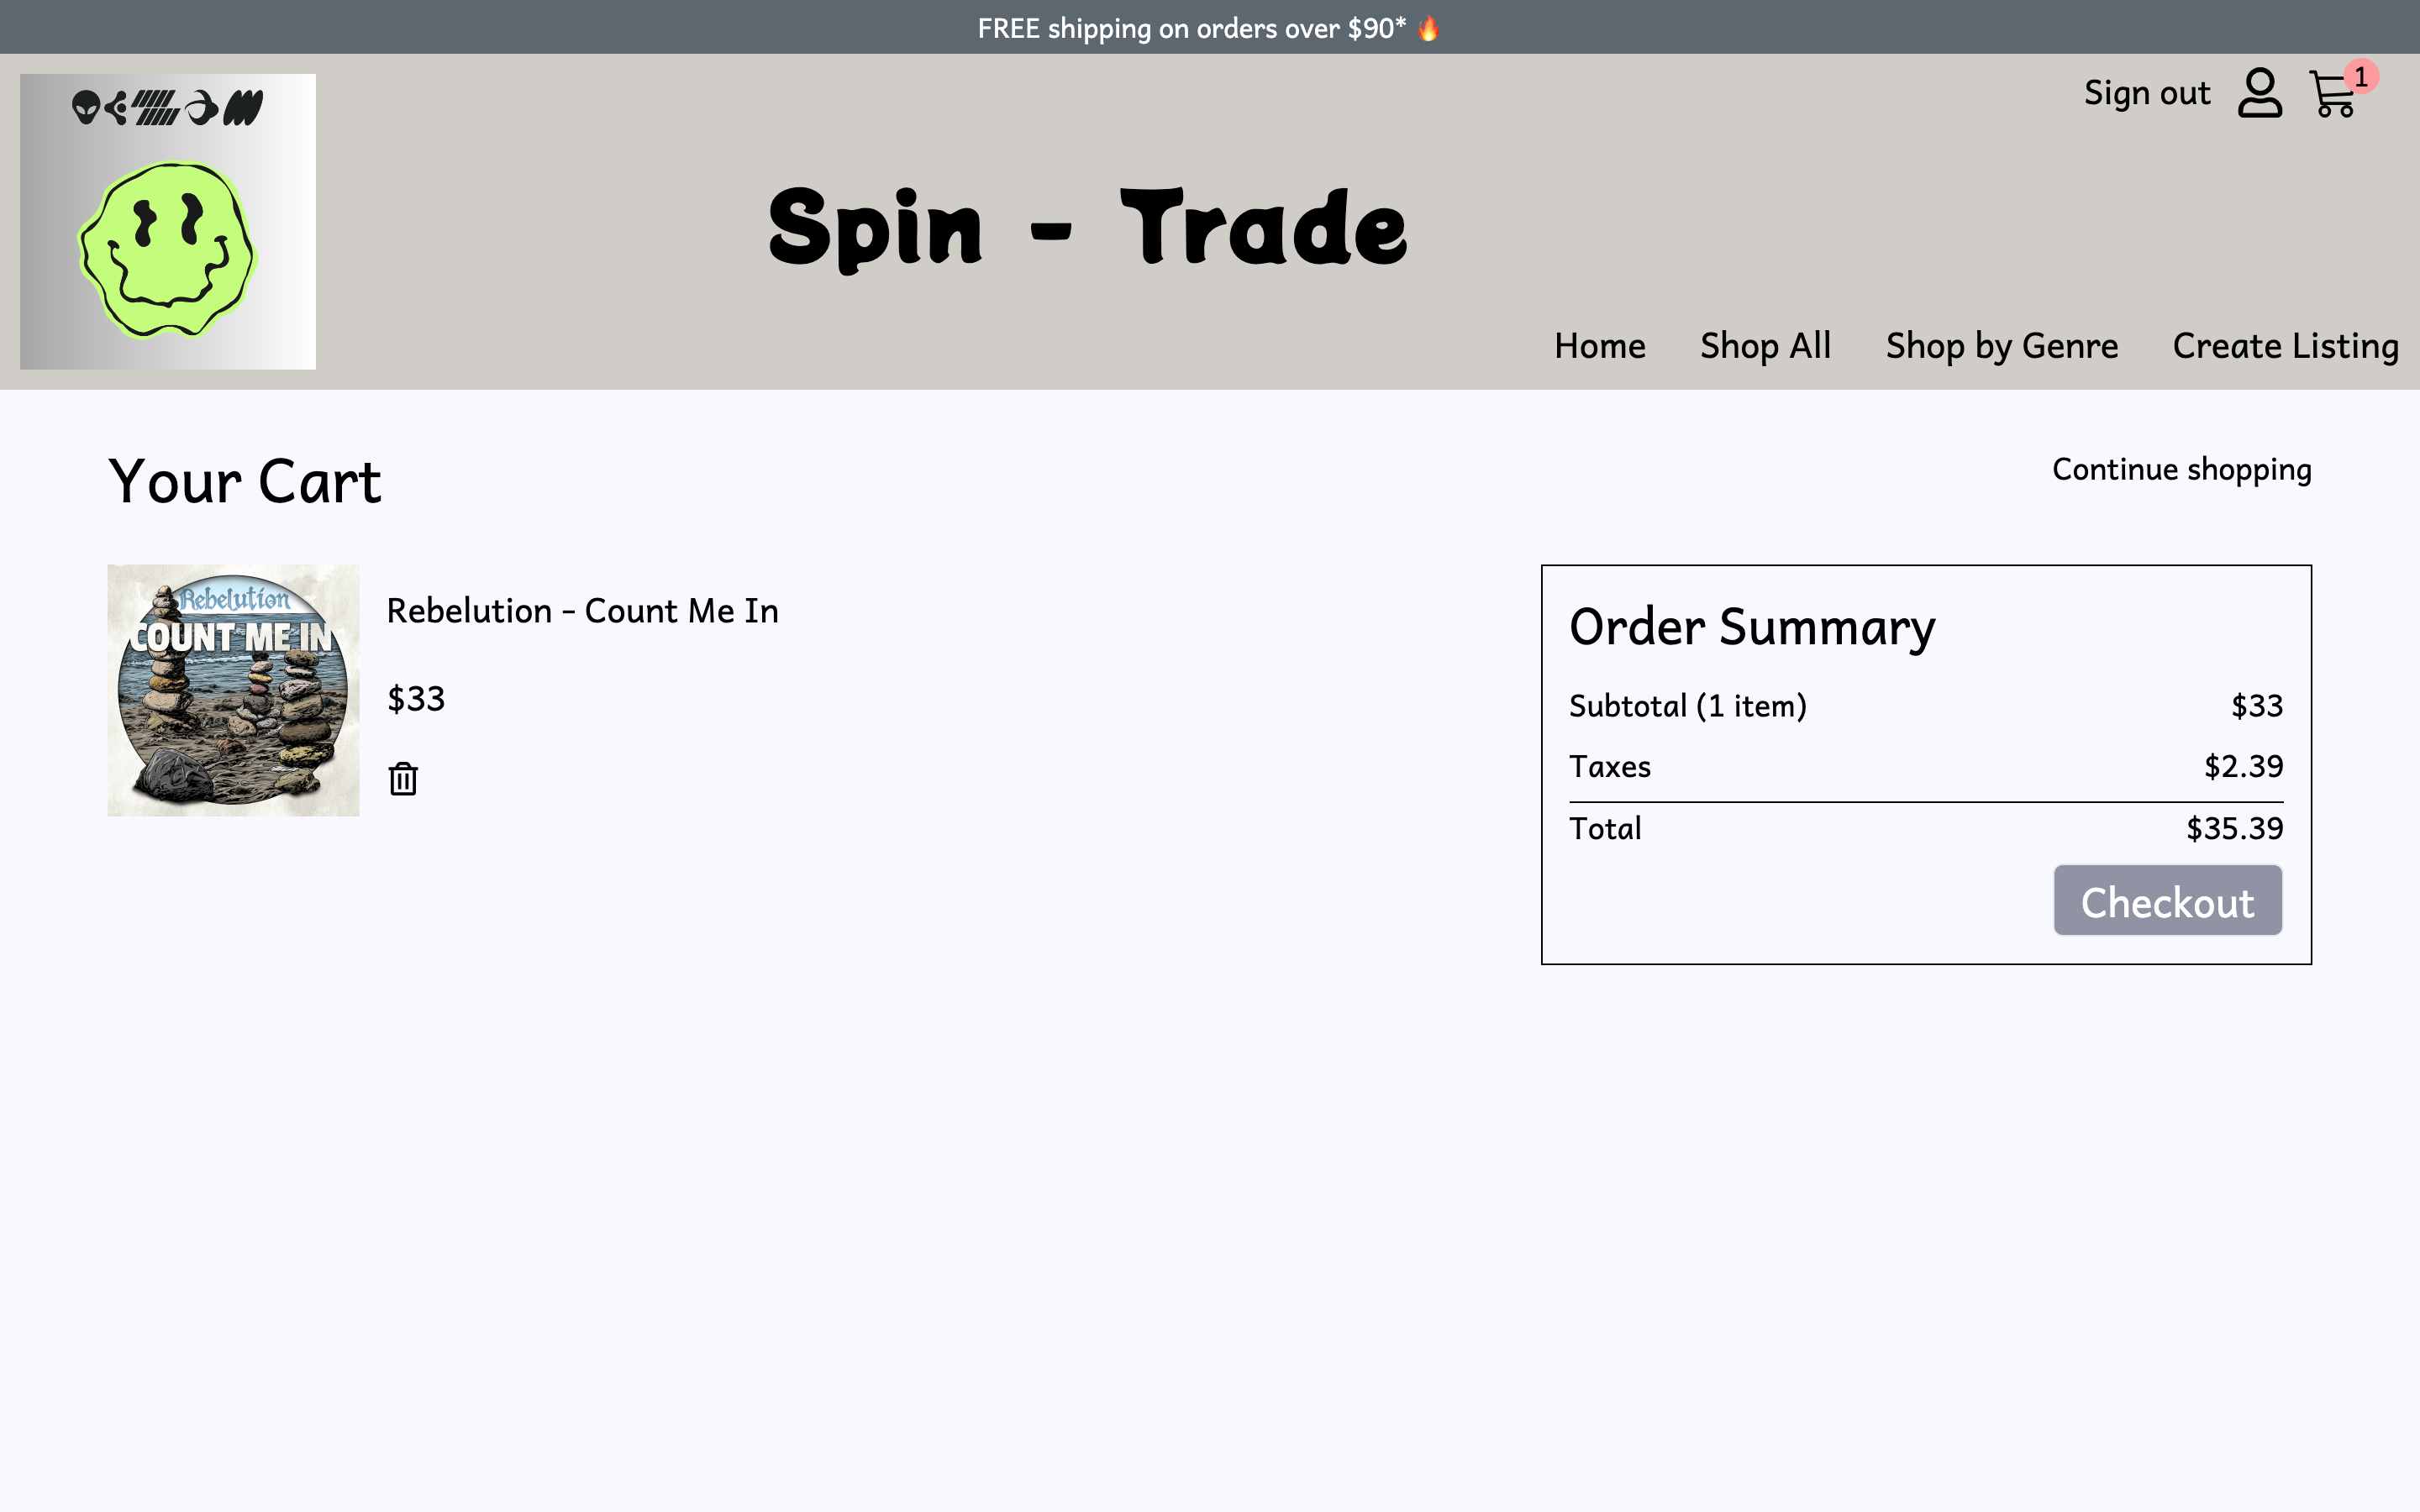 FREE shipping on orders over $90* 🔥
Sign out
1
Spin - Trade
Home Shop All Shop by Genre Create Listing
Your Cart
Continue shopping
Rebelution
COUNT ME IN
Rebelution - Count Me In
$33
Order Summary
Subtotal (1 item) $33
Taxes $2.39
Total $35.39
Checkout